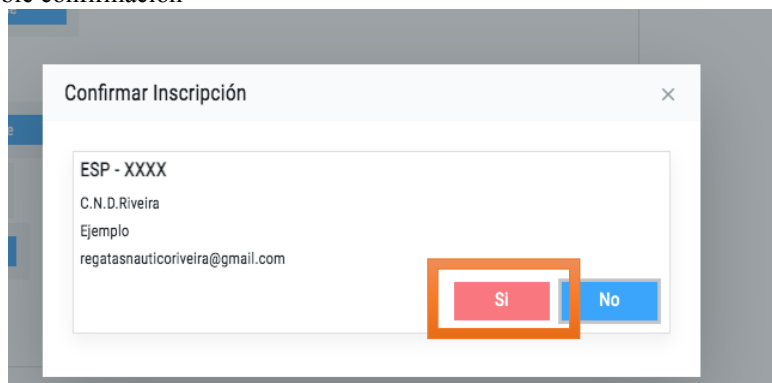 Confirmar Inscripción ×
ESP - XXXX
C.N.D.Riveira
Ejemplo
regatasnauticoriveira@gmail.com
Si No